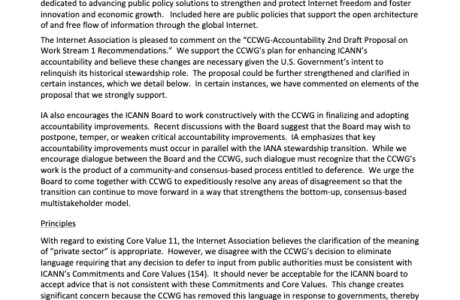 dedicated to advancing public policy solutions to strengthen and protect Internet freedom and foster
innovation and economic growth.  Included here are public policies that support the open architecture
of and free flow of information through the global Internet.
The Internet Association is pleased to comment on the “CCWG-Accountability 2nd Draft Proposal on
Work Stream 1 Recommendations.”  We support the CCWG’s plan for enhancing ICANN’s
accountability and believe these changes are necessary given the U.S. Government’s intent to
relinquish its historical stewardship role.  The proposal could be further strengthened and clarified in
certain instances, which we detail below.  In certain instances, we have commented on elements of the
proposal that we strongly support.
IA also encourages the ICANN Board to work constructively with the CCWG in finalizing and adopting
accountability improvements.  Recent discussions with the Board suggest that the Board may wish to
postpone, temper, or weaken critical accountability improvements.  IA emphasizes that key
accountability improvements must occur in parallel with the IANA stewardship transition.  While we
encourage dialogue between the Board and the CCWG, such dialogue must recognize that the CCWG’s
work is the product of a community-and consensus-based process entitled to deference.  We urge the
Board to come together with CCWG to expeditiously resolve any areas of disagreement so that the
transition can continue to move forward in a way that strengthens the bottom-up, consensus-based
multistakeholder model.
Principles
With regard to existing Core Value 11, the Internet Association believes the clarification of the meaning
of “private sector” is appropriate.  However, we disagree with the CCWG’s decision to eliminate
language requiring that any decision to defer to input from public authorities must be consistent with
ICANN’s Commitments and Core Values (154).  It should never be acceptable for the ICANN board to
accept advice that is not consistent with these Commitments and Core Values.  This change creates
significant concern because the CCWG has removed this language in response to governments, thereby